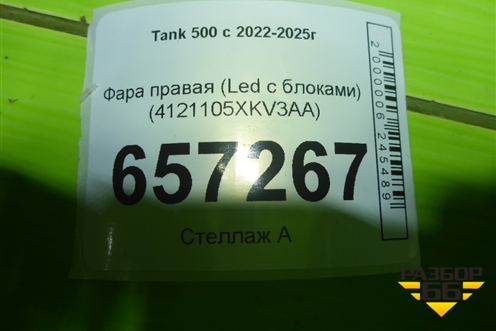 Tank 500 с 2022-2025г
Фара правая (Led с блоками)
(4121105XKV3AA)
657267
Стеллаж А
2000006245489
РАЗБОР
66